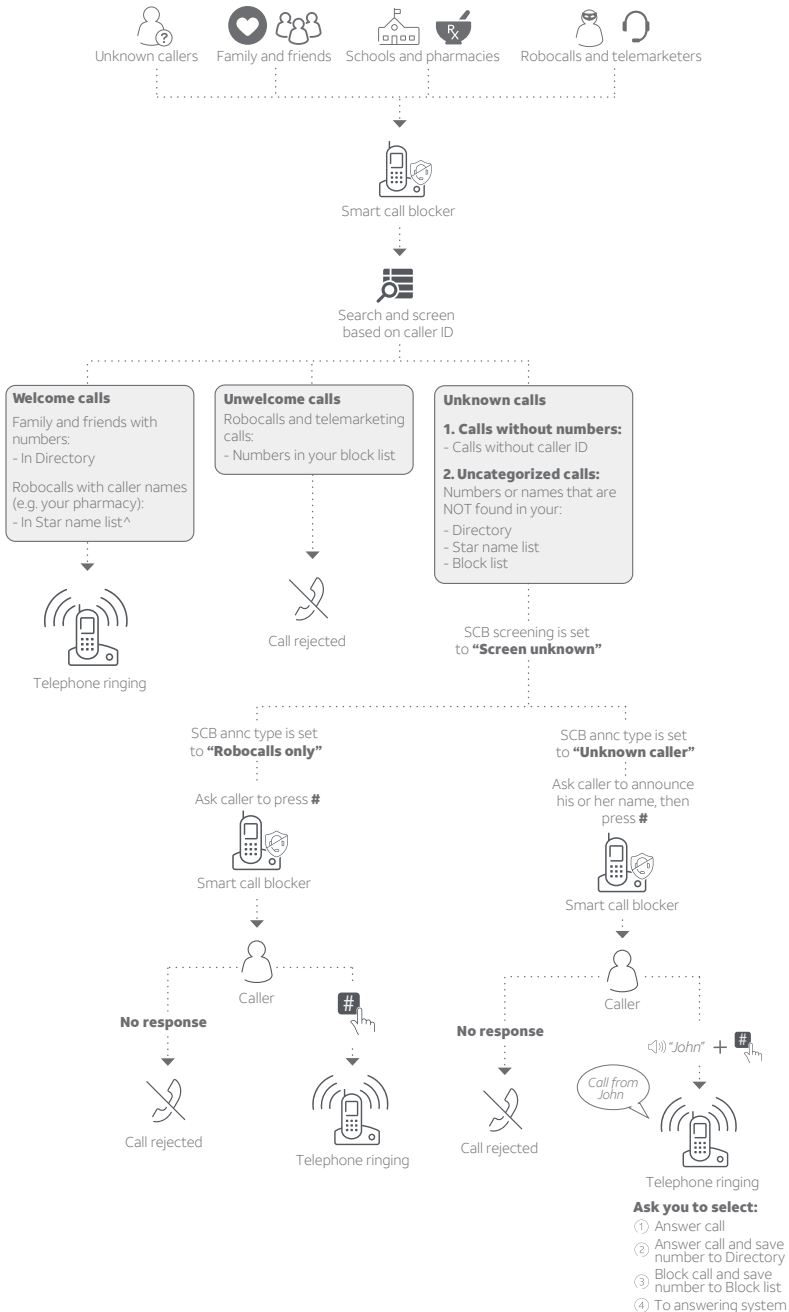 Unknown callers
Family and friends
Schools and pharmacies
Robocalls and telemarketers
Smart call blocker
Search and screen
based on caller ID
Welcome calls
Family and friends with
numbers:
- In Directory
Robocalls with caller names
(e.g. your pharmacy):
- In Star name list^
Telephone ringing
Unwelcome calls
Robocalls and telemarketing
calls:
- Numbers in your block list
Call rejected
Unknown calls
1. Calls without numbers:
- Calls without caller ID
2. Uncategorized calls:
Numbers or names that are
NOT found in your:
- Directory
- Star name list
- Block list
SCB screening is set
to “Screen unknown”
SCB annc type is set
to “Robocalls only”
Ask caller to press #
Smart call blocker
Caller
No response
Call rejected
#
Telephone ringing
SCB annc type is set
to “Unknown caller”
Ask caller to announce
his or her name, then
press #
Smart call blocker
Caller
No response
Call rejected
“John” + #
Call from
John
Telephone ringing
Ask you to select:
1 Answer call
2 Answer call and save
number to Directory
3 Block call and save
number to Block list
4 To answering system
?
Rx